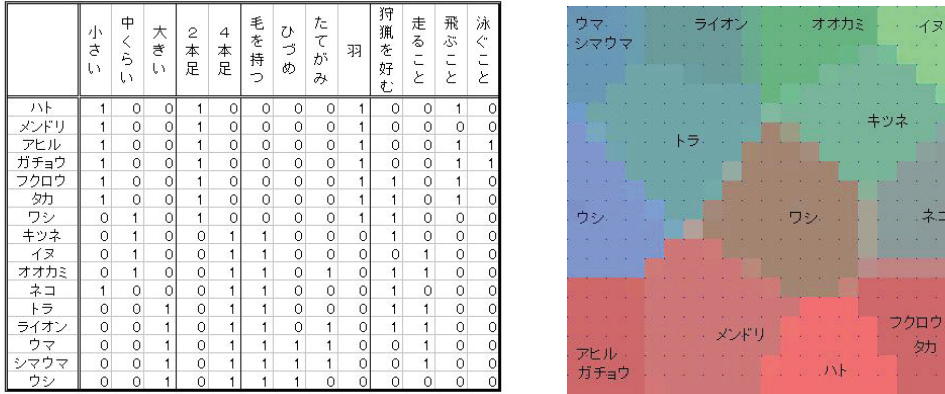 小さい 中くらい 大きい 2本足 4本足 毛を持つ ひづめ たてがみ 羽 狩猟を好む 走ること 飛ぶこと 泳ぐこと
ハト 1 0 0 1 0 0 0 0 1 0 0 1 0
メンドリ 1 0 0 1 0 0 0 0 1 0 0 0 0
アヒル 1 0 0 1 0 0 0 0 1 0 0 1 1
ガチョウ 1 0 0 1 0 0 0 0 1 0 0 1 1
フクロウ 1 0 0 1 0 0 0 0 1 1 0 1 0
タカ 1 0 0 1 0 0 0 0 1 1 0 1 0
ワシ 0 1 0 1 0 0 0 0 1 1 0 0 0
キツネ 0 1 0 0 1 1 0 0 0 1 0 0 0
イヌ 0 1 0 0 1 1 0 0 0 0 1 0 0
オオカミ 0 1 0 0 1 1 0 1 0 1 1 0 0
ネコ 1 0 0 0 1 1 0 0 0 1 0 0 0
トラ 0 0 1 0 1 1 0 0 0 1 1 0 0
ライオン 0 0 1 0 1 1 0 1 0 1 1 0 0
ウマ 0 0 1 0 1 1 1 1 0 0 1 0 0
シマウマ 0 0 1 0 1 1 1 1 0 0 1 0 0
ウシ 0 0 1 0 1 1 1 0 0 0 0 0 0
ウマ ライオン オオカミ イヌ
シマウマ
トラ キツネ
ウシ ワシ ネコ
メンドリ フクロウ
タカ
アヒル
ガチョウ ハト